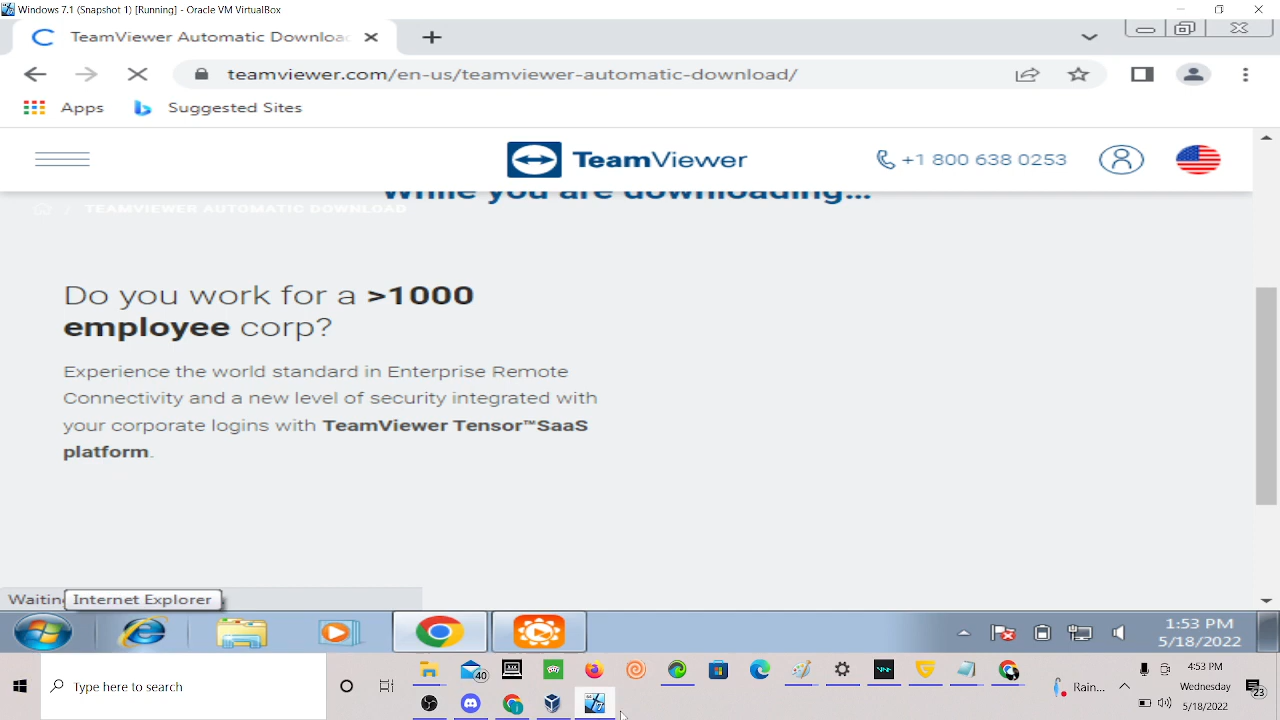 Windows 7.1 (Snapshot 1) [Running] - Oracle VM VirtualBox
TeamViewer Automatic Downloa
teamviewer.com/en-us/teamviewer-automatic-download/
Apps
Suggested Sites
TeamViewer
+1 800 638 0253
While you are downloading...
/ TEAMVIEWER AUTOMATIC DOWNLOAD
Do you work for a >1000
employee corp?
Experience the world standard in Enterprise Remote
Connectivity and a new level of security integrated with
your corporate logins with TeamViewer Tensor™SaaS
platform.
Waitin
Internet Explorer
1:53 PM
5/18/2022
40
Type here to search
Rain...
4:53 PM
Wednesday
5/18/2022
23